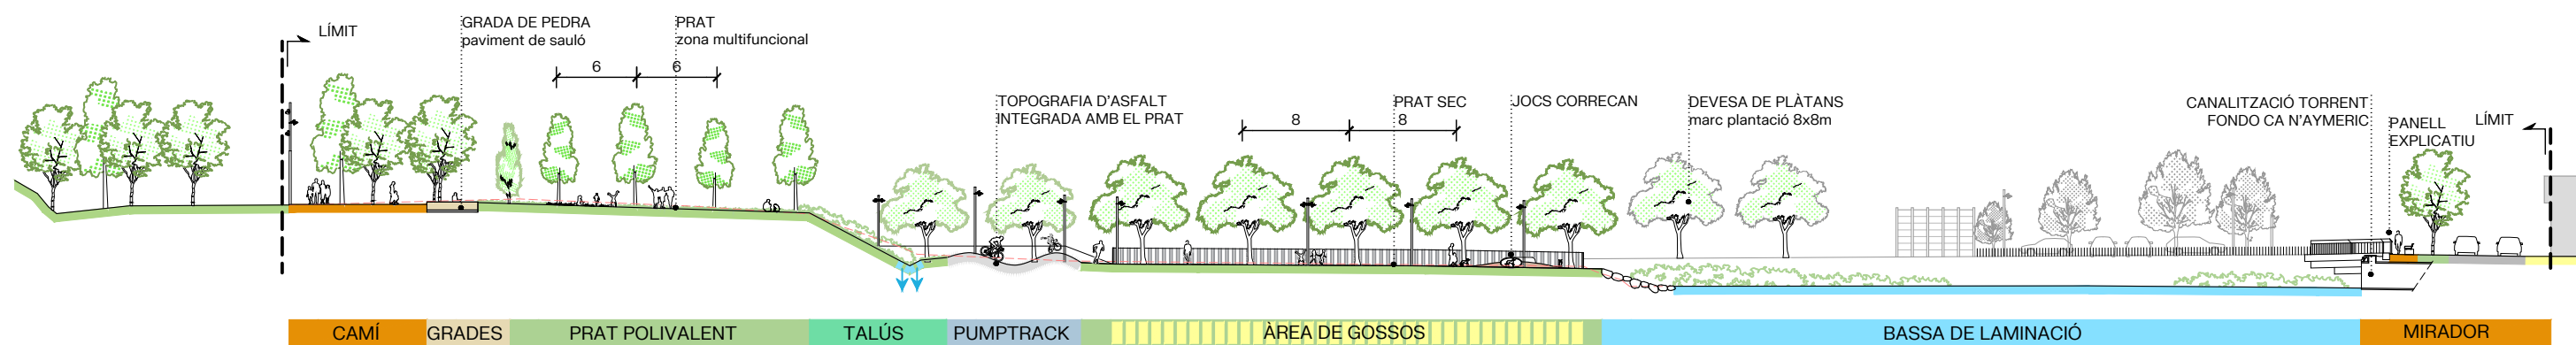 LÍMIT
GRADA DE PEDRA
paviment de sauló
PRAT
zona multifuncional
6
6
TOPOGRAFIA D'ASFALT
INTEGRADA AMB EL PRAT
8
8
PRAT SEC
JOCS CORRECAN
DEVESA DE PLÀTANS
marc plantació 8x8m
CANALITZACIÓ TORRENT
FONDO CA N'AYMERIC
PANELL
EXPLICATIU
LÍMIT
CAMÍ
GRADES
PRAT POLIVALENT
TALÚS
PUMPTRACK
ÀREA DE GOSSOS
BASSA DE LAMINACIÓ
MIRADOR